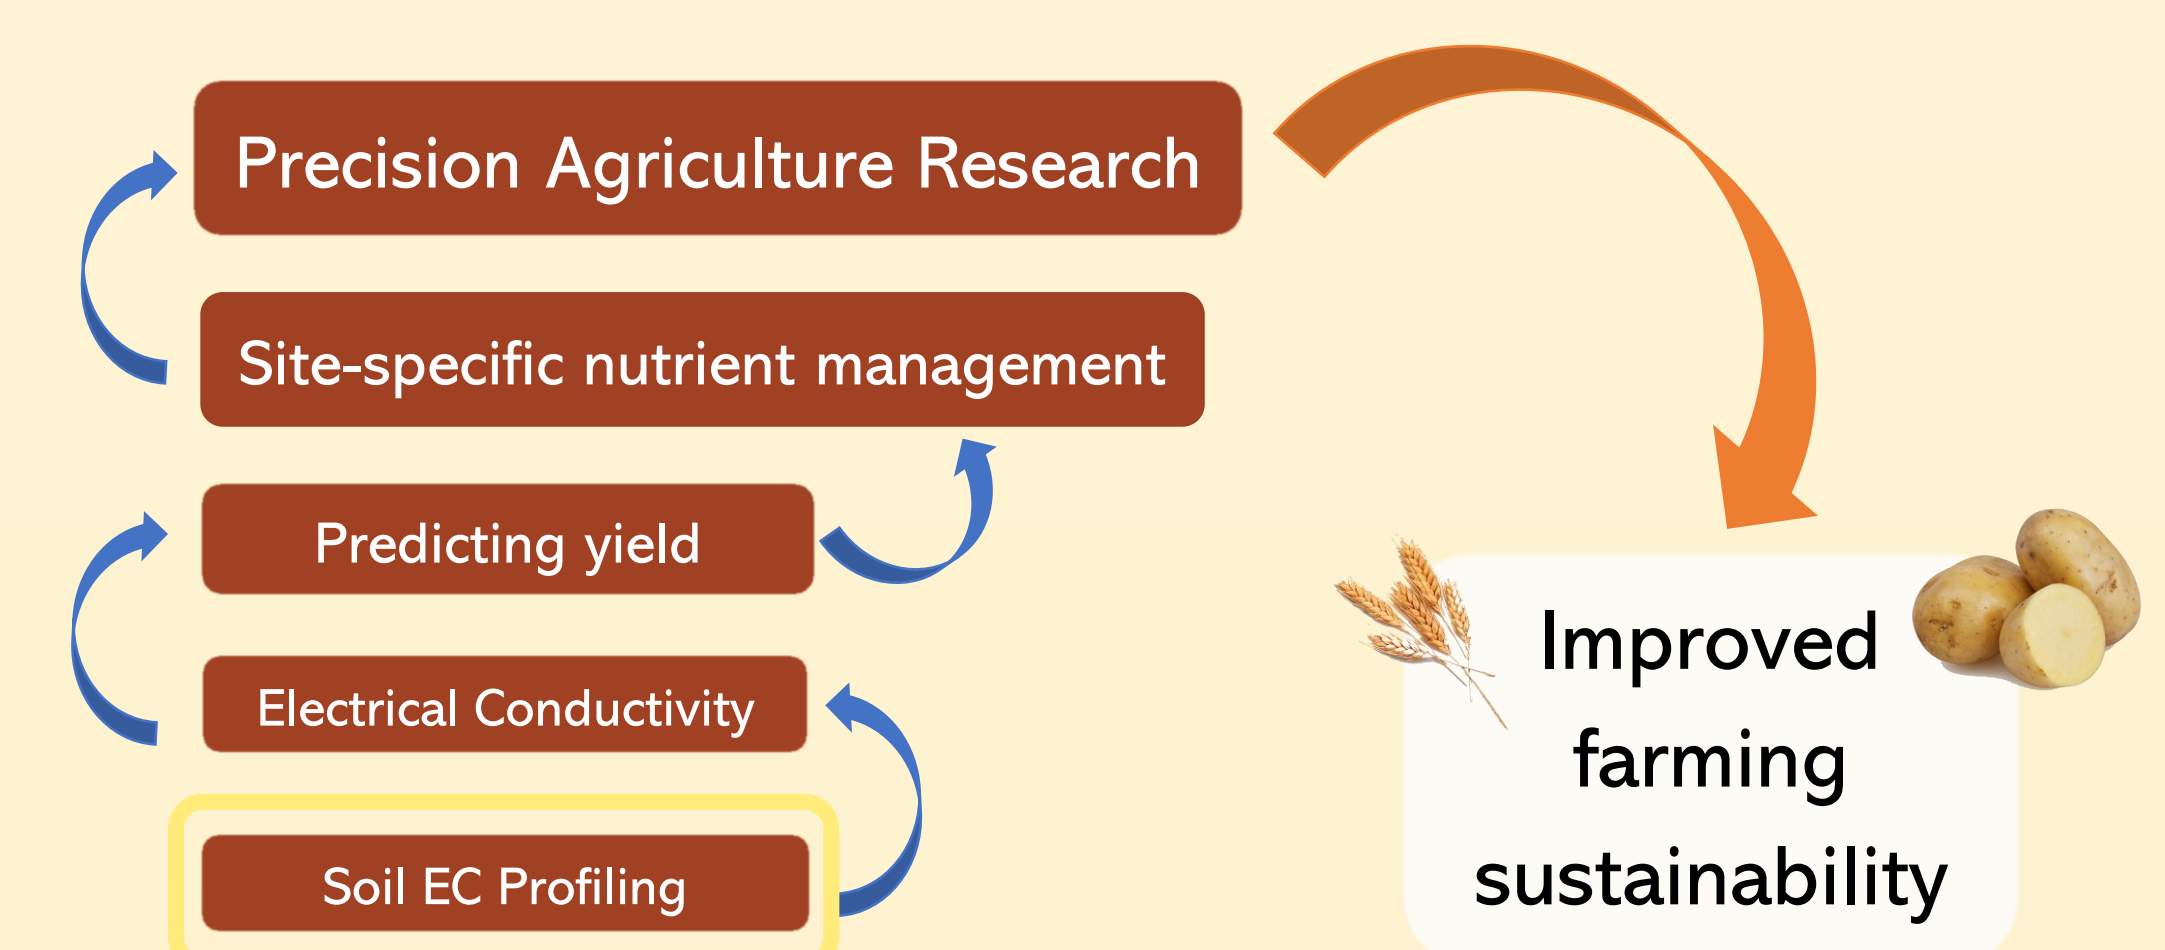 Precision Agriculture Research
Site-specific nutrient management
Predicting yield
Electrical Conductivity
Soil EC Profiling
Improved
farming
sustainability